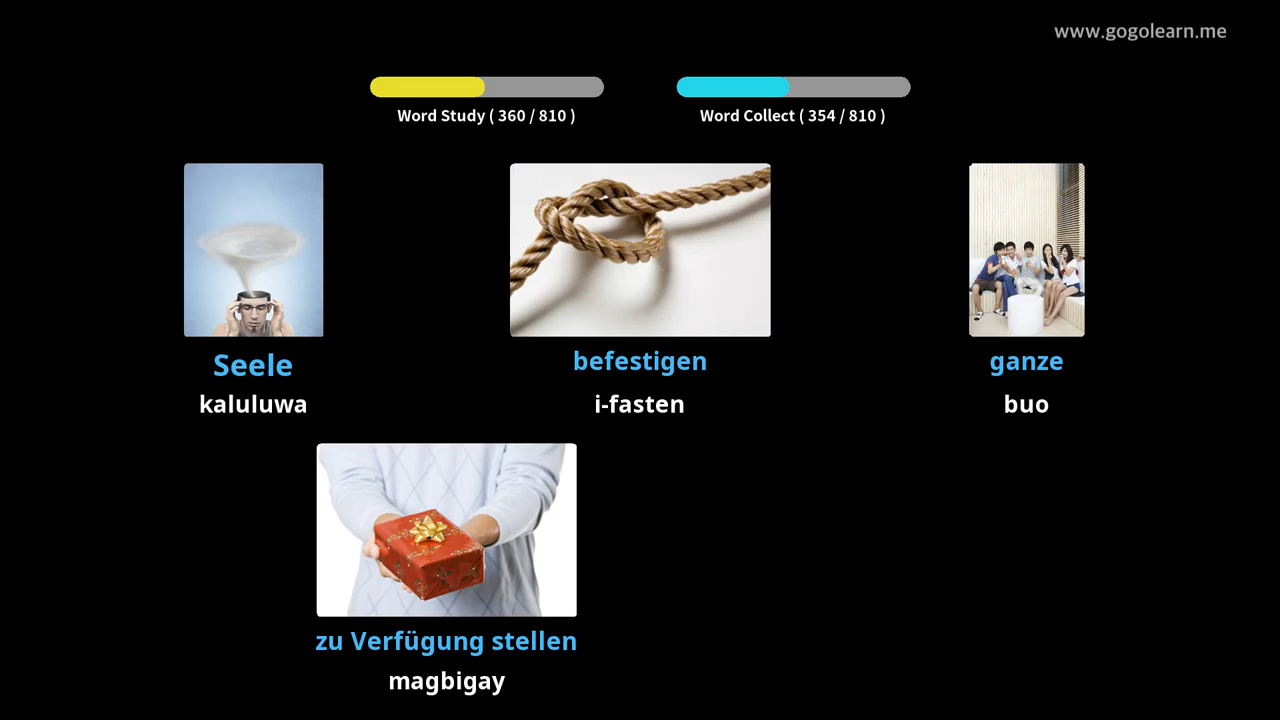 www.gogolearn.me
Word Study ( 360 / 810 )
Word Collect ( 354 / 810 )
Seele
kaluluwa
befestigen
i-fasten
ganze
buo
zu Verfügung stellen
magbigay